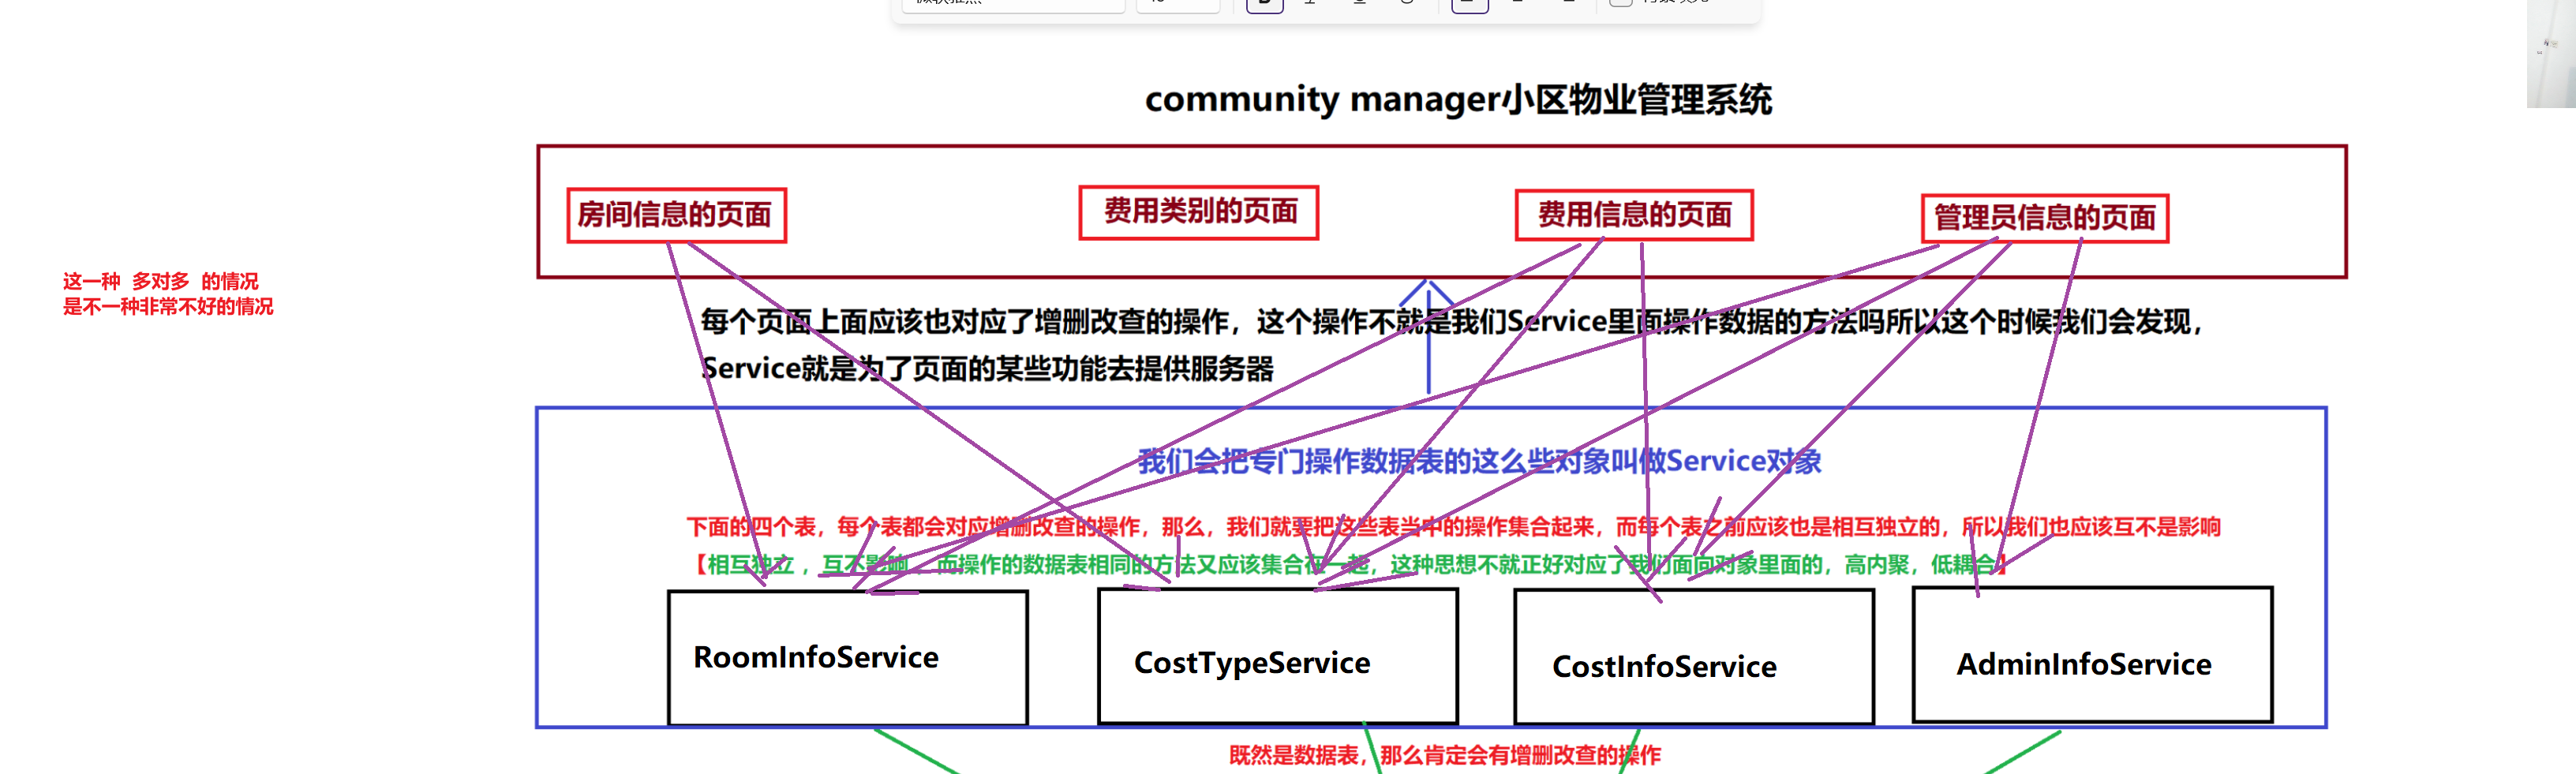 community manager小区物业管理系统
房间信息的页面
费用类别的页面
费用信息的页面
管理员信息的页面
这一种 多对多 的情况
是不一种非常不好的情况
每个页面上面应该也对应了增删改查的操作，这个操作不就是我们Service里面操作数据的方法吗所以这个时候我们会发现，
Service就是为了页面的某些功能去提供服务器
我们会把专门操作数据表的这么些对象叫做Service对象
下面的四个表，每个表都会对应增删改查的操作，那么，我们就要把这些表当中的操作集合起来，而每个表之前应该也是相互独立的，所以我们也应该互不是影响
【相互独立，互不影响，而操作的数据表相同的方法又应该集合在一起，这种思想不就正好对应了我们面向对象里面的，高内聚，低耦合】
RoomInfoService
CostTypeService
CostInfoService
AdminInfoService
既然是数据表，那么肯定会有增删改查的操作